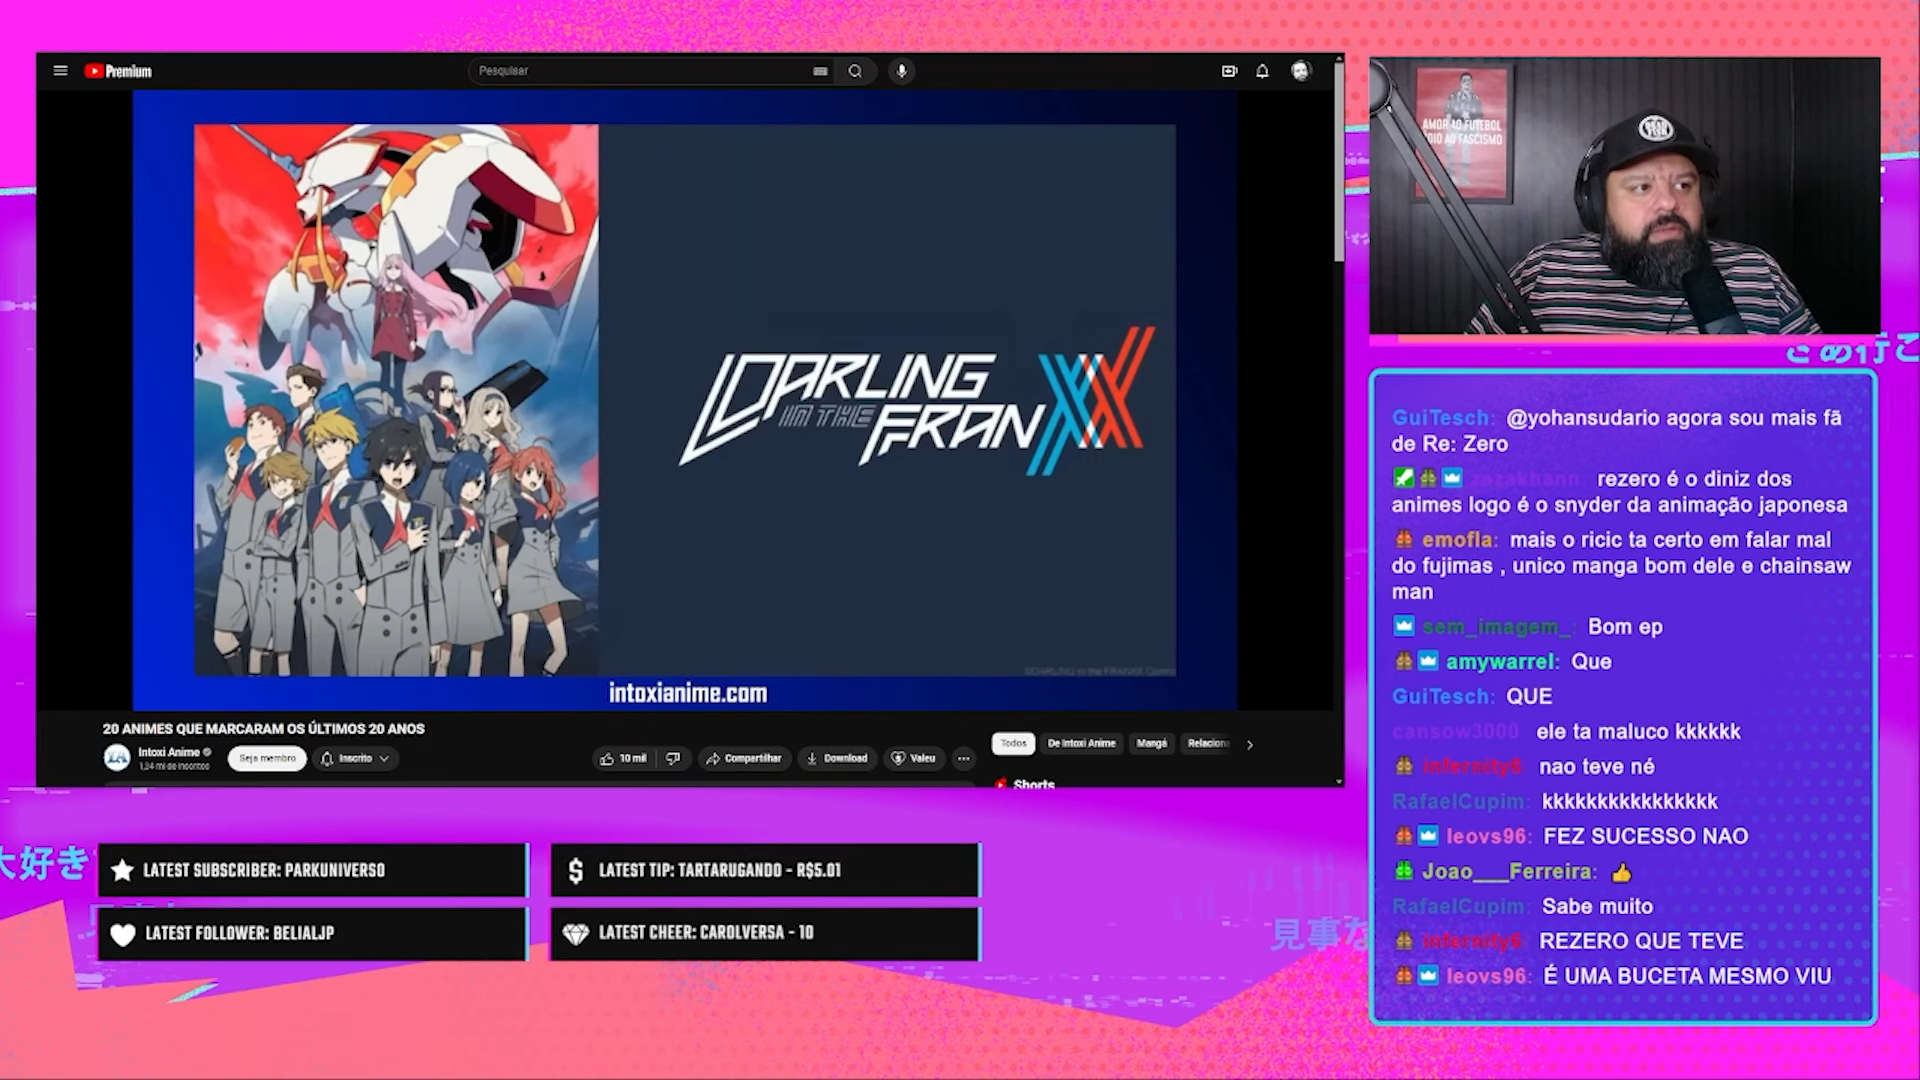 Premium
Pesquisar
AMOR AO FUTEBOL
ÓDIO AO FASCISMO
DARLING
IN THE
FRANXX
intoxianime.com
20 ANIMES QUE MARCARAM OS ÚLTIMOS 20 ANOS
Intoxi Anime
1,24 mi de inscritos
Seja membro
Inscrito
10 mil
Compartilhar
Download
Valeu
Todos
De Intoxi Anime
Mangá
Relaciona
Shorts
GuiTesch: @yohansudario agora sou mais fã
de Re: Zero
rezero é o diniz dos
animes logo é o snyder da animação japonesa
emofla: mais o ricic ta certo em falar mal
do fujimas , unico manga bom dele e chainsaw
man
sem_imagem_: Bom ep
amywarrel: Que
GuiTesch: QUE
cansow3000 ele ta maluco kkkkkk
infernity6: nao teve né
RafaelCupim: kkkkkkkkkkkkkkkk
leovs96: FEZ SUCESSO NAO
Joao___Ferreira: 👍
RafaelCupim: Sabe muito
infernity6: REZERO QUE TEVE
leovs96: É UMA BUCETA MESMO VIU
LATEST SUBSCRIBER: PARKUNIVERSO
LATEST TIP: TARTARUGANDO - R$5.01
LATEST FOLLOWER: BELIALJP
LATEST CHEER: CAROLVERSA - 10
大好き
見事な